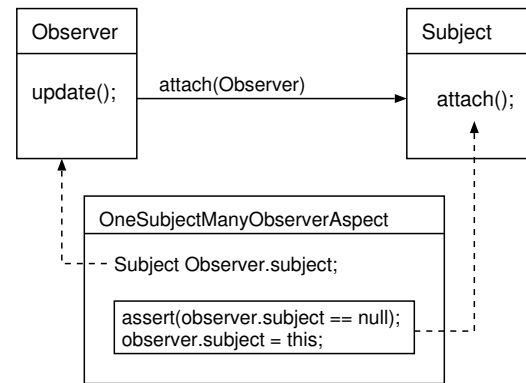 Observer
update();
attach(Observer)
Subject
attach();
OneSubjectManyObserverAspect
Subject Observer.subject;
assert(observer.subject == null);
observer.subject = this;